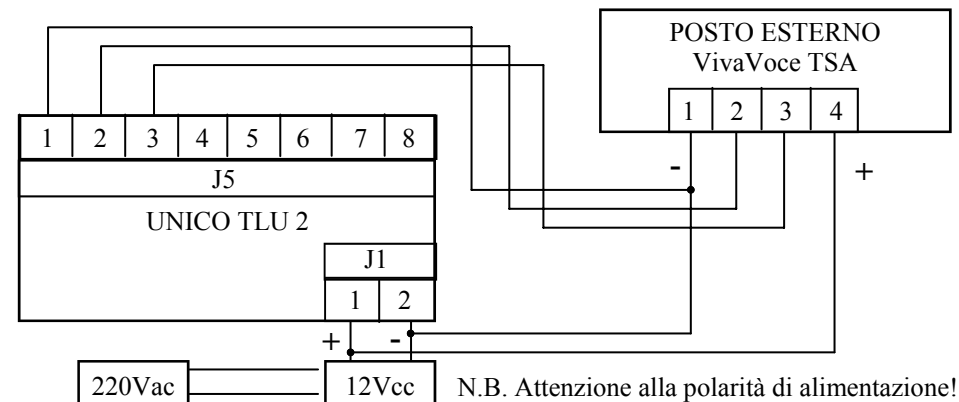 POSTO ESTERNO
VivaVoce TSA
1 2 3 4
- +
1 2 3 4 5 6 7 8
J5
UNICO TLU 2
J1
1 2
+ -
220Vac 12Vcc N.B. Attenzione alla polarità di alimentazione!